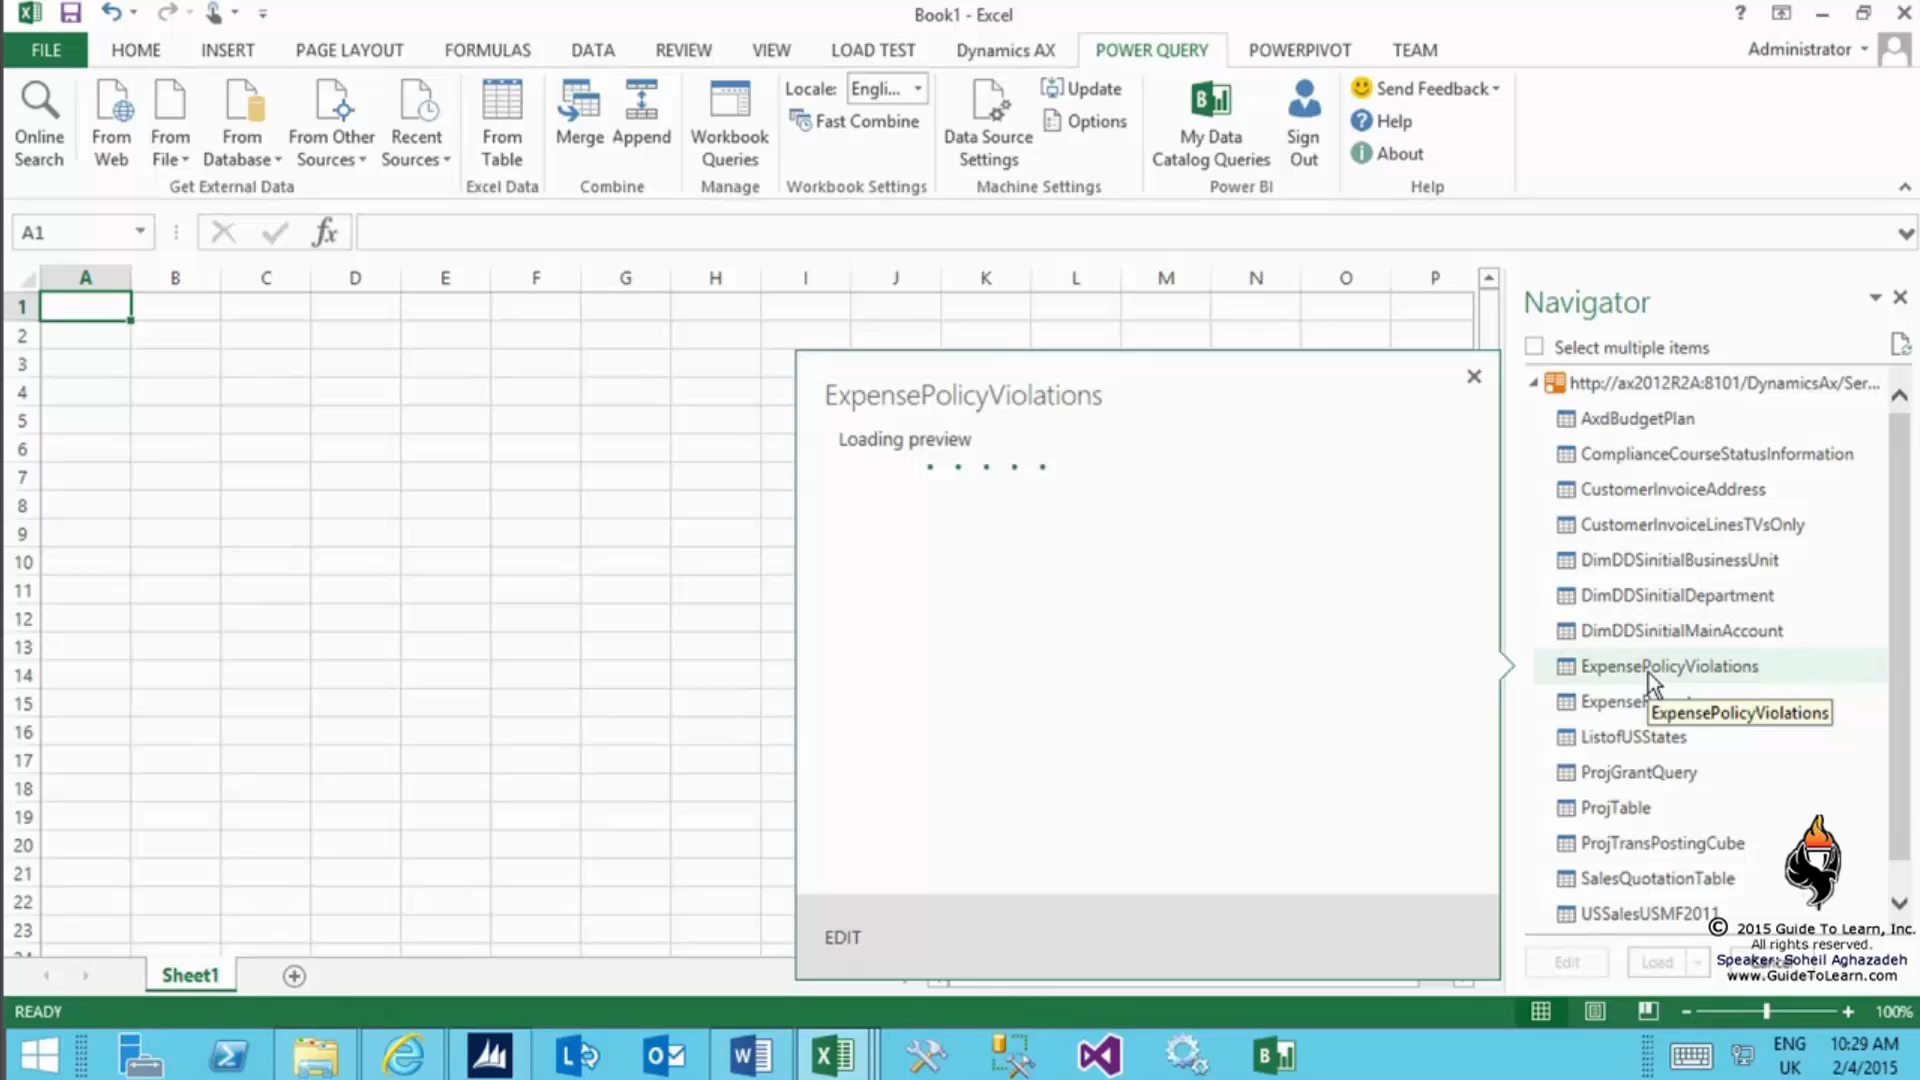 Book1 - Excel
?
FILE HOME INSERT PAGE LAYOUT FORMULAS DATA REVIEW VIEW LOAD TEST Dynamics AX POWER QUERY POWERPIVOT TEAM Administrator
Online Search
From Web
From File
From Database
From Other Sources
Recent Sources
Get External Data
From Table
Excel Data
Merge Append
Combine
Workbook Queries
Manage
Locale: Engli...
Fast Combine
Workbook Settings
Data Source Settings
Update
Options
Machine Settings
My Data Catalog Queries
Sign Out
Power BI
Send Feedback
Help
About
Help
A1
fx
A B C D E F G H I J K L M N O P
1
2
3
4
5
6
7
8
9
10
11
12
13
14
15
16
17
18
19
20
21
22
23
ExpensePolicyViolations
Loading preview
EDIT
Navigator
Select multiple items
http://ax2012R2A:8101/DynamicsAx/Ser...
AxdBudgetPlan
ComplianceCourseStatusInformation
CustomerInvoiceAddress
CustomerInvoiceLinesTVsOnly
DimDDSinitialBusinessUnit
DimDDSinitialDepartment
DimDDSinitialMainAccount
ExpensePolicyViolations
ExpensePolicyViolations
ListofUSStates
ProjGrantQuery
ProjTable
ProjTransPostingCube
SalesQuotationTable
USSalesUSMF2011
Edit Load
© 2015 Guide To Learn, Inc.
All rights reserved.
Speaker: Soheil Aghazadeh
www.GuideToLearn.com
Sheet1
READY
100%
ENG
UK
10:29 AM
2/4/2015